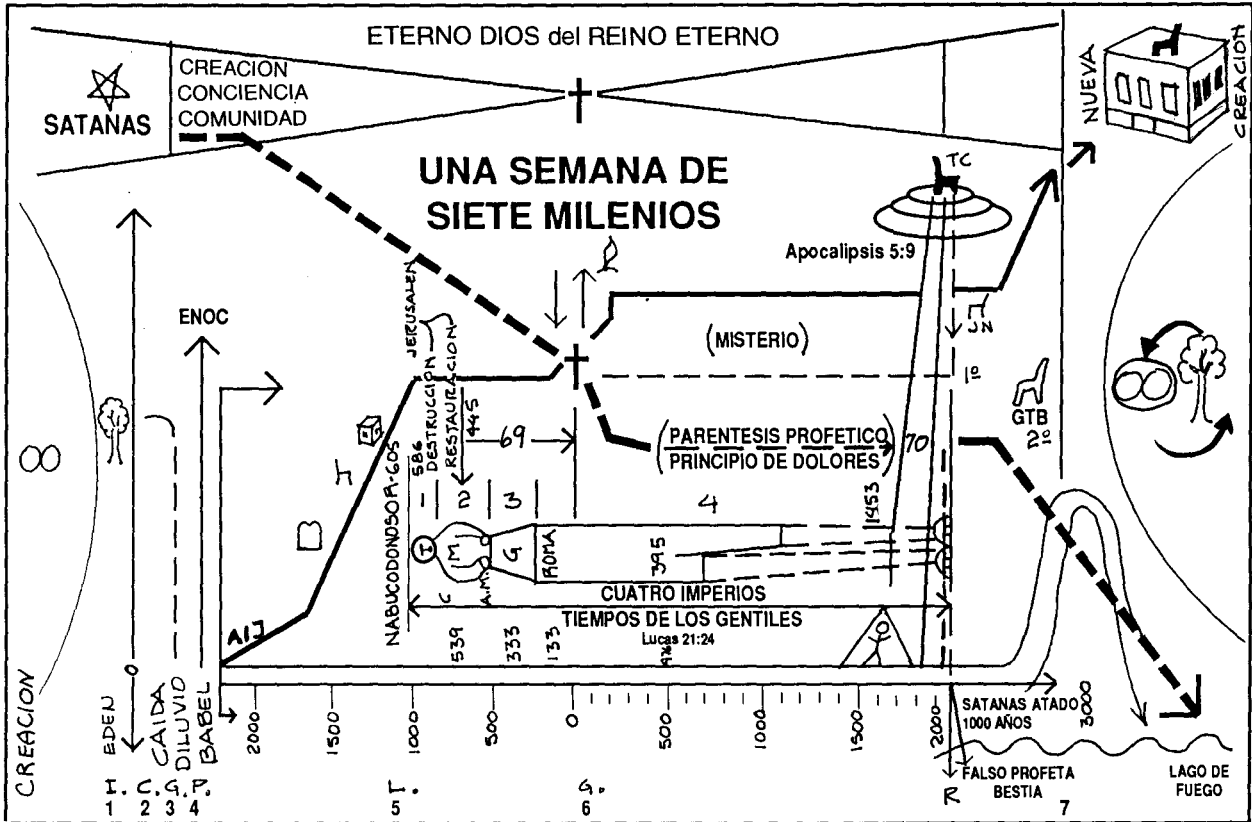 ETERNO DIOS del REINO ETERNO
SATANAS
CREACION
CONCIENCIA
COMUNIDAD
NUEVA
CREACION
UNA SEMANA DE
SIETE MILENIOS
TC
Apocalipsis 5:9
ENOC
JERUSALEN
DESTRUCCION
RESTAURACION
586
445
69
(MISTERIO)
JN
1º
GTB
2º
(PARENTESIS PROFETICO
PRINCIPIO DE DOLORES)
70
NABUCODONOSOR-605
1
2
3
4
1453
I
M
G
ROMA
395
C
A.M.
CUATRO IMPERIOS
TIEMPOS DE LOS GENTILES
Lucas 21:24
539
333
133
476
AIJ
CREACION
EDEN
CAIDA
DILUVIO
BABEL
2000
1500
1000
500
0
5000
1000
1500
2000
3000
SATANAS ATADO
1000 AÑOS
FALSO PROFETA
BESTIA
LAGO DE
FUEGO
R
I. C. G. P. L. G.
1 2 3 4 5 6 7